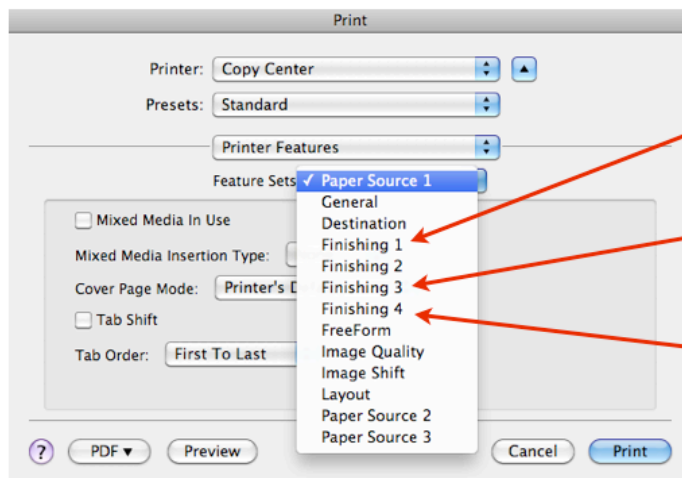 Print
Printer: Copy Center
Presets: Standard
Printer Features
Feature Sets ✓ Paper Source 1
General
Destination
Finishing 1
Finishing 2
Finishing 3
Finishing 4
FreeForm
Image Quality
Image Shift
Layout
Paper Source 2
Paper Source 3
Mixed Media In Use
Mixed Media Insertion Type:
Cover Page Mode: Printer's D
Tab Shift
Tab Order: First To Last
? PDF ▼ Preview Cancel Print